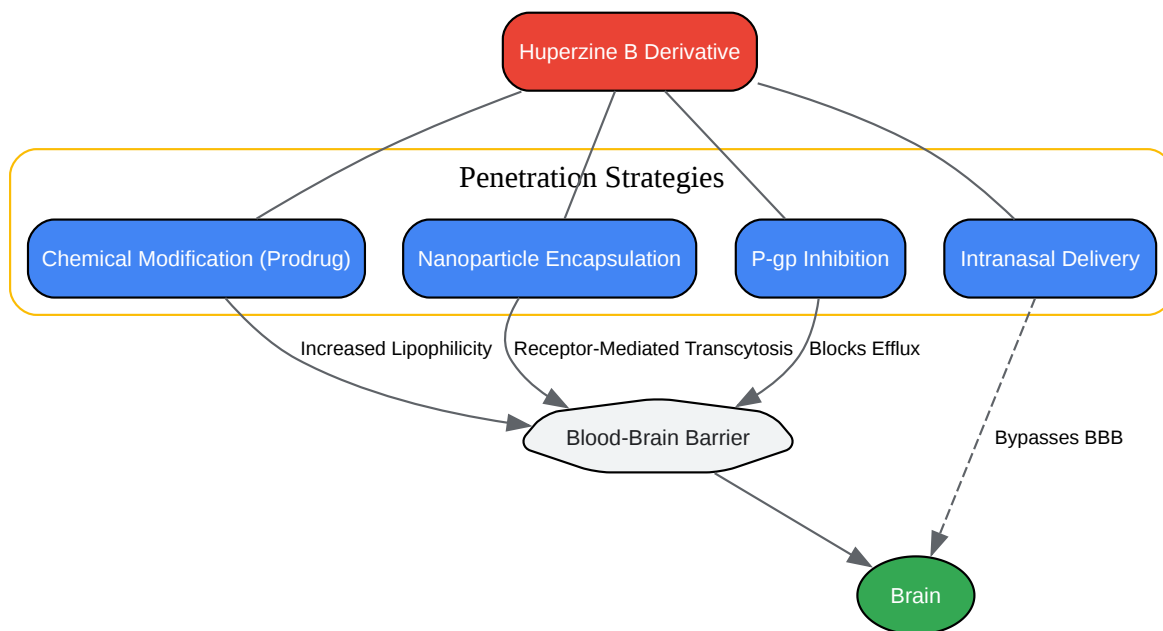 Huperzine B Derivative
Penetration Strategies
Chemical Modification (Prodrug)
Nanoparticle Encapsulation
P-gp Inhibition
Intranasal Delivery
Increased Lipophilicity
Receptor-Mediated Transcytosis
Blocks Efflux
Blood-Brain Barrier
Bypasses BBB
Brain